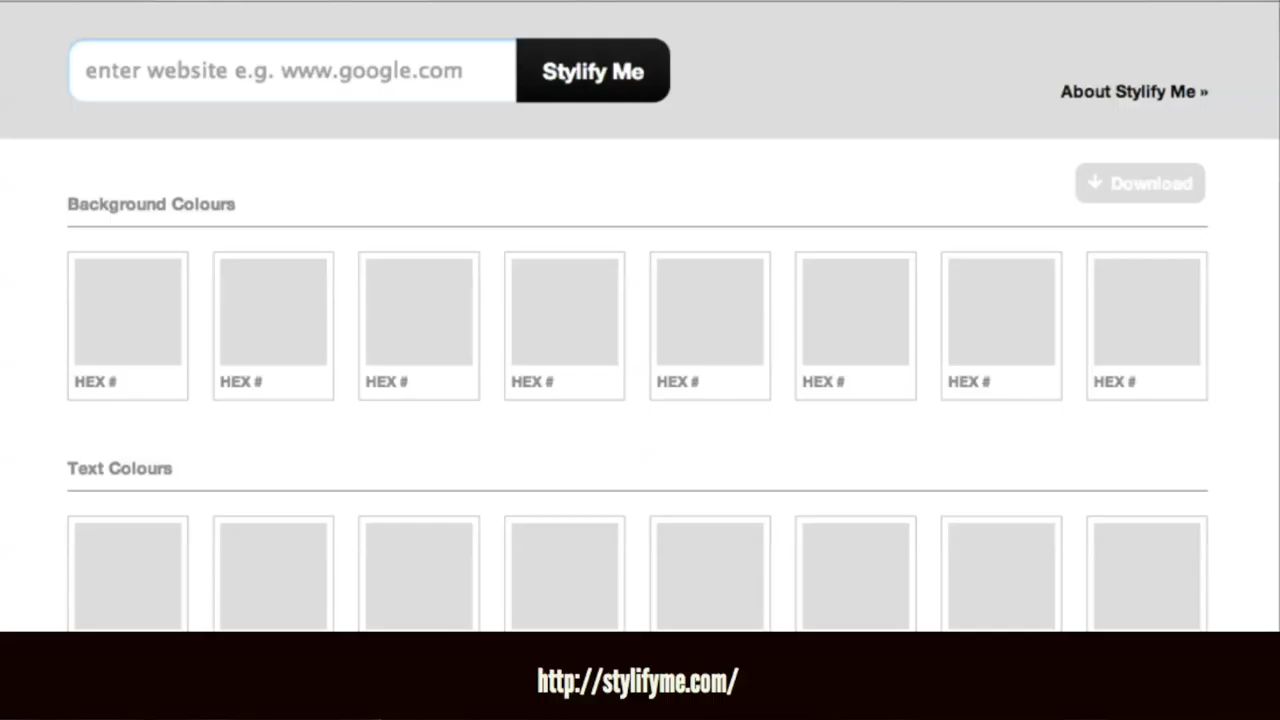 enter website e.g. www.google.com
Stylify Me
About Stylify Me »
Download
Background Colours
HEX # HEX # HEX # HEX # HEX # HEX # HEX # HEX #
Text Colours
http://stylifyme.com/